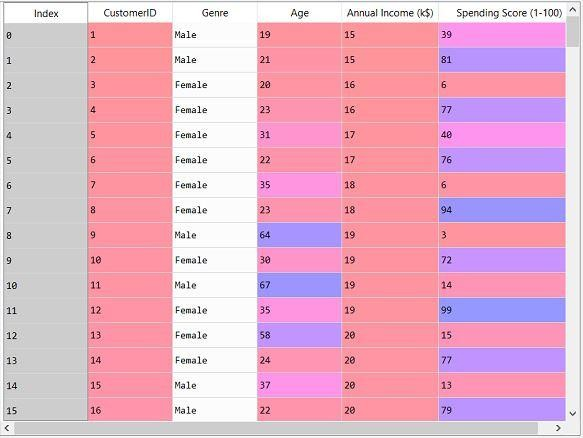 Index CustomerID Genre Age Annual Income (k$) Spending Score (1-100)
0 1 Male 19 15 39
1 2 Male 21 15 81
2 3 Female 20 16 6
3 4 Female 23 16 77
4 5 Female 31 17 40
5 6 Female 22 17 76
6 7 Female 35 18 6
7 8 Female 23 18 94
8 9 Male 64 19 3
9 10 Female 30 19 72
10 11 Male 67 19 14
11 12 Female 35 19 99
12 13 Female 58 20 15
13 14 Female 24 20 77
14 15 Male 37 20 13
15 16 Male 22 20 79